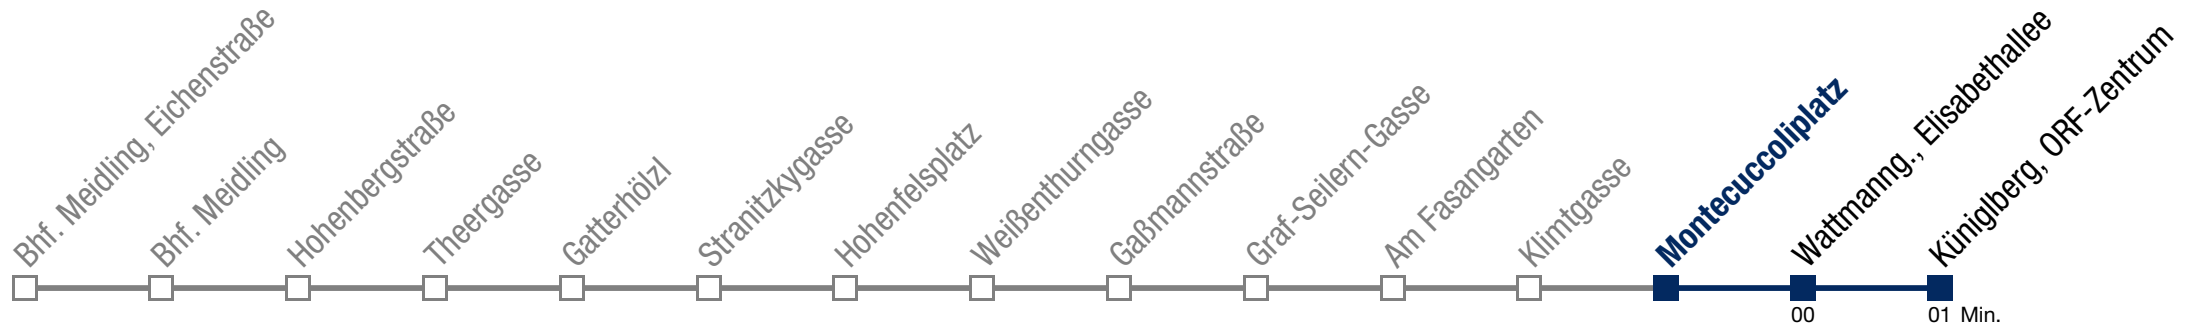 Bhf. Meidling, Eichenstraße
Bhf. Meidling
Hohenbergstraße
Theergasse
Gatterhölzl
Stranitzkygasse
Hohenfelsplatz
Weißenthurngasse
Gaßmannstraße
Graf-Seilern-Gasse
Am Fasangarten
Klimtgasse
Montecuccoliplatz
Wattmanng., Elisabethallee
Küniglberg, ORF-Zentrum
00
01 Min.